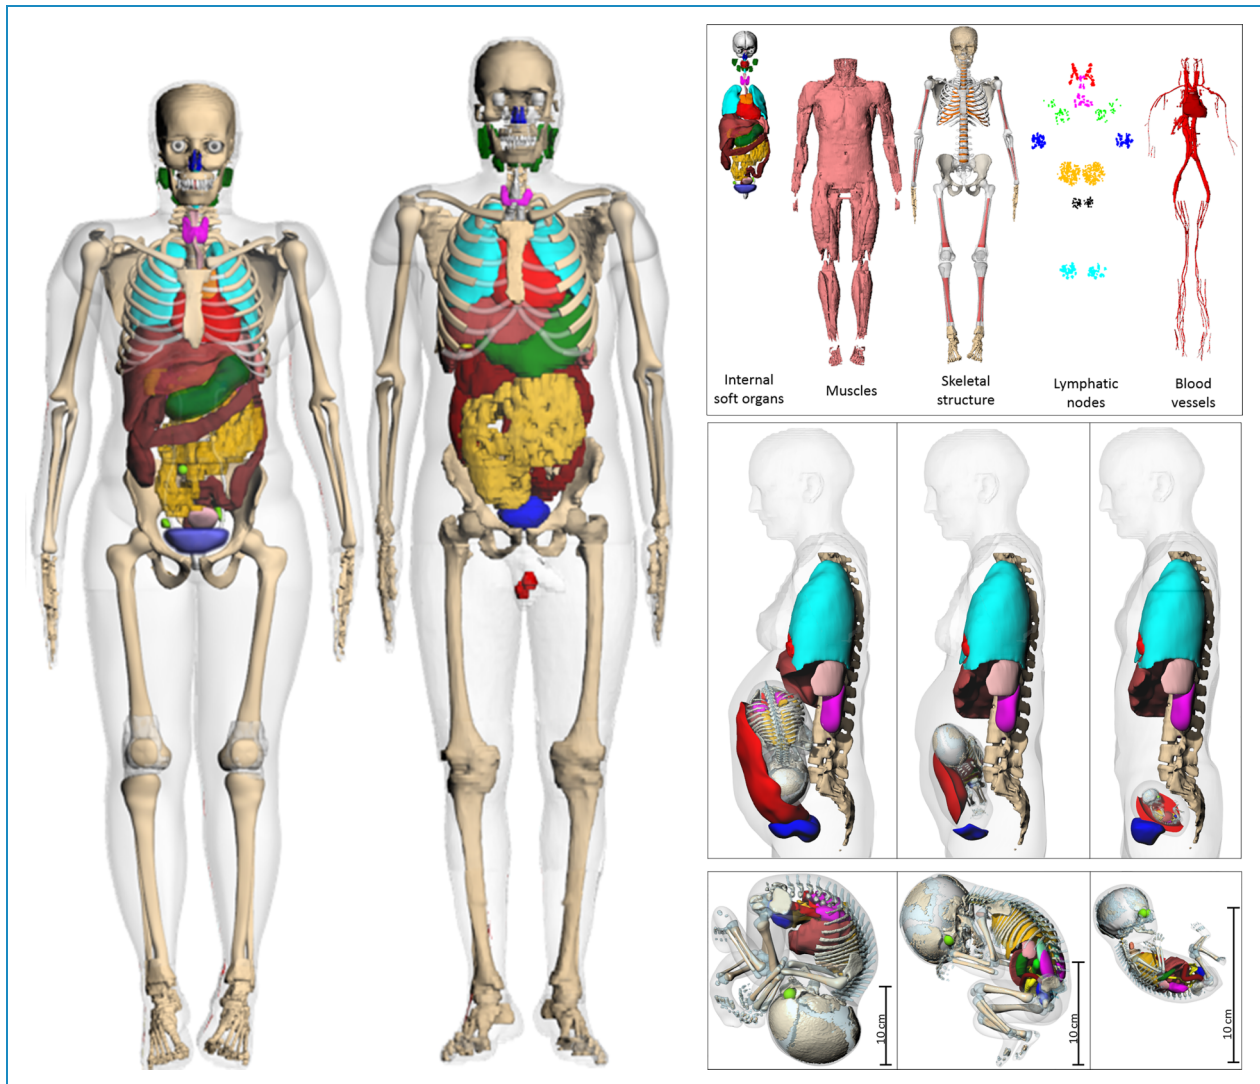 Internal
soft organs
Muscles
Skeletal
structure
Lymphatic
nodes
Blood
vessels
10 cm
10 cm
10 cm